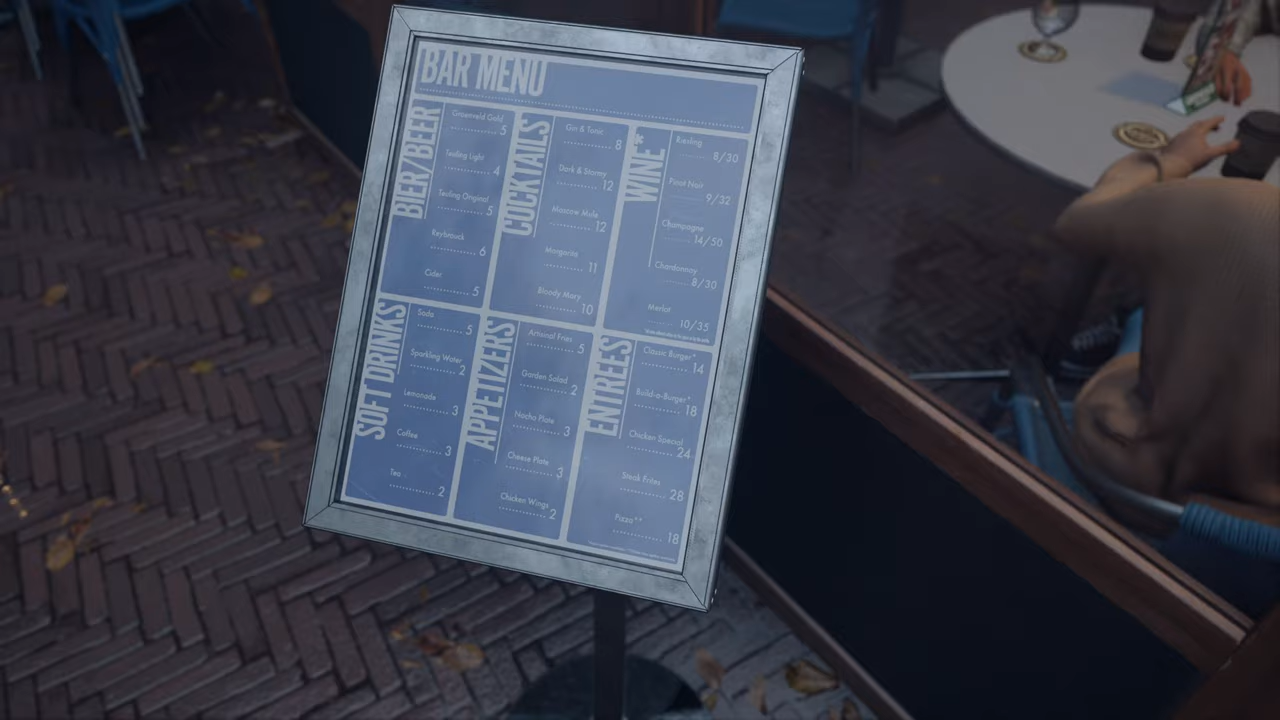 BAR MENU
BIER/BEER
Groenveld Gold
5
Teuling Light
4
Teuling Original
5
Reybrouck
6
Cider
5
COCKTAILS
Gin & Tonic
8
Dark & Stormy
12
Moscow Mule
12
Margarita
11
Bloody Mary
10
WINE*
Riesling
8/30
Pinot Noir
9/32
Champagne
14/50
Chardonnay
8/30
Merlot
10/35
SOFT DRINKS
Soda
5
Sparkling Water
2
Lemonade
3
Coffee
3
Tea
2
APPETIZERS
Artisinal Fries
5
Garden Salad
2
Nacho Plate
3
Cheese Plate
3
Chicken Wings
2
ENTREES
Classic Burger*
14
Build-a-Burger*
18
Chicken Special
24
Steak Frites
28
Pizza**
18